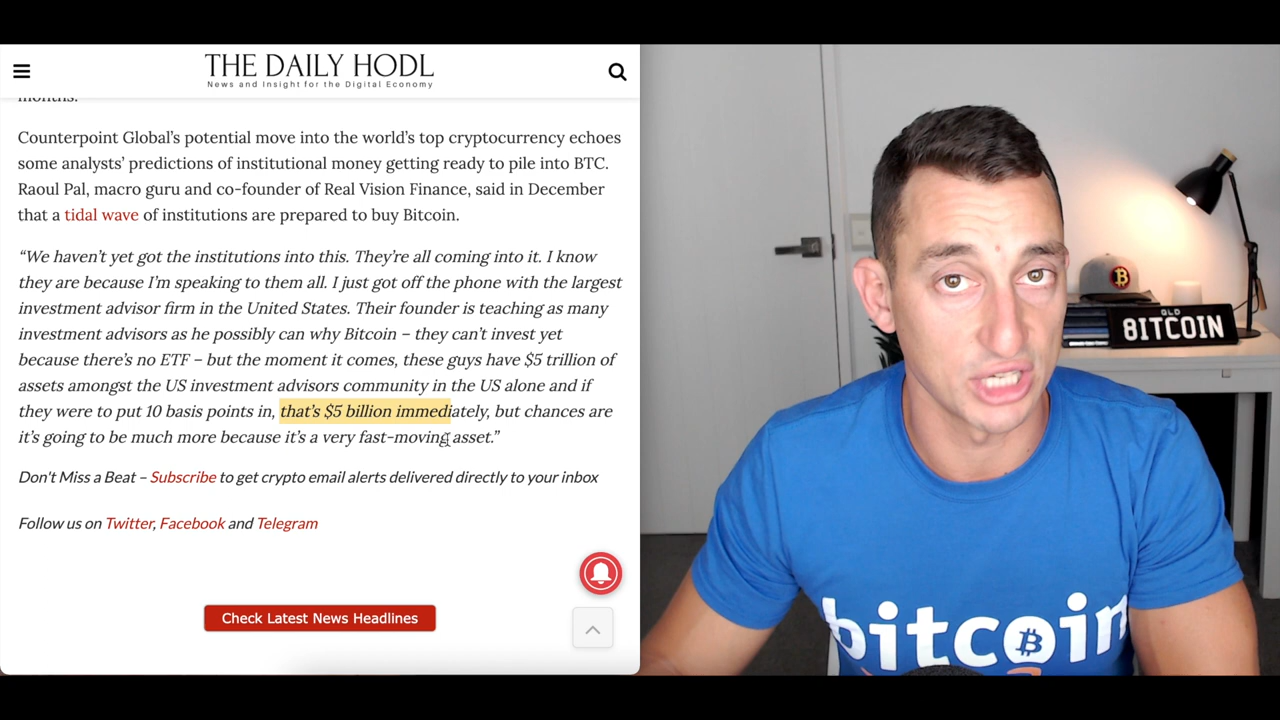 THE DAILY HODL
News and Insight for the Digital Economy
months.
Counterpoint Global’s potential move into the world’s top cryptocurrency echoes
some analysts’ predictions of institutional money getting ready to pile into BTC.
Raoul Pal, macro guru and co-founder of Real Vision Finance, said in December
that a tidal wave of institutions are prepared to buy Bitcoin.
“We haven’t yet got the institutions into this. They’re all coming into it. I know
they are because I’m speaking to them all. I just got off the phone with the largest
investment advisor firm in the United States. Their founder is teaching as many
investment advisors as he possibly can why Bitcoin – they can’t invest yet
because there’s no ETF – but the moment it comes, these guys have $5 trillion of
assets amongst the US investment advisors community in the US alone and if
they were to put 10 basis points in, that’s $5 billion immediately, but chances are
it’s going to be much more because it’s a very fast-moving asset.”
Don't Miss a Beat – Subscribe to get crypto email alerts delivered directly to your inbox
Follow us on Twitter, Facebook and Telegram
Check Latest News Headlines
QLD
8ITCOIN
bitcoin